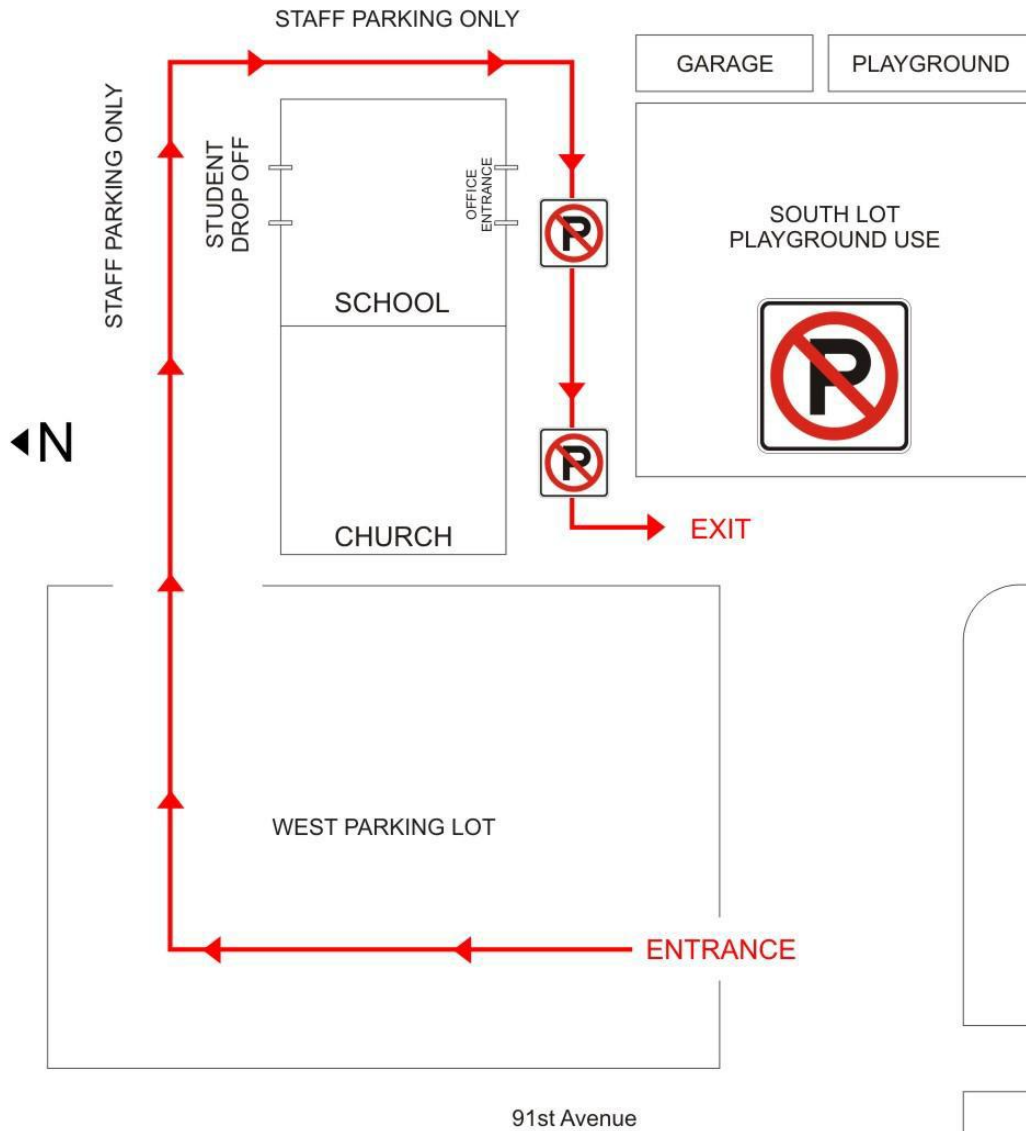 STAFF PARKING ONLY
GARAGE
PLAYGROUND
STAFF PARKING ONLY
STUDENT
DROP OFF
OFFICE
ENTRANCE
P
SOUTH LOT
PLAYGROUND USE
SCHOOL
P
N
P
CHURCH
EXIT
WEST PARKING LOT
ENTRANCE
91st Avenue